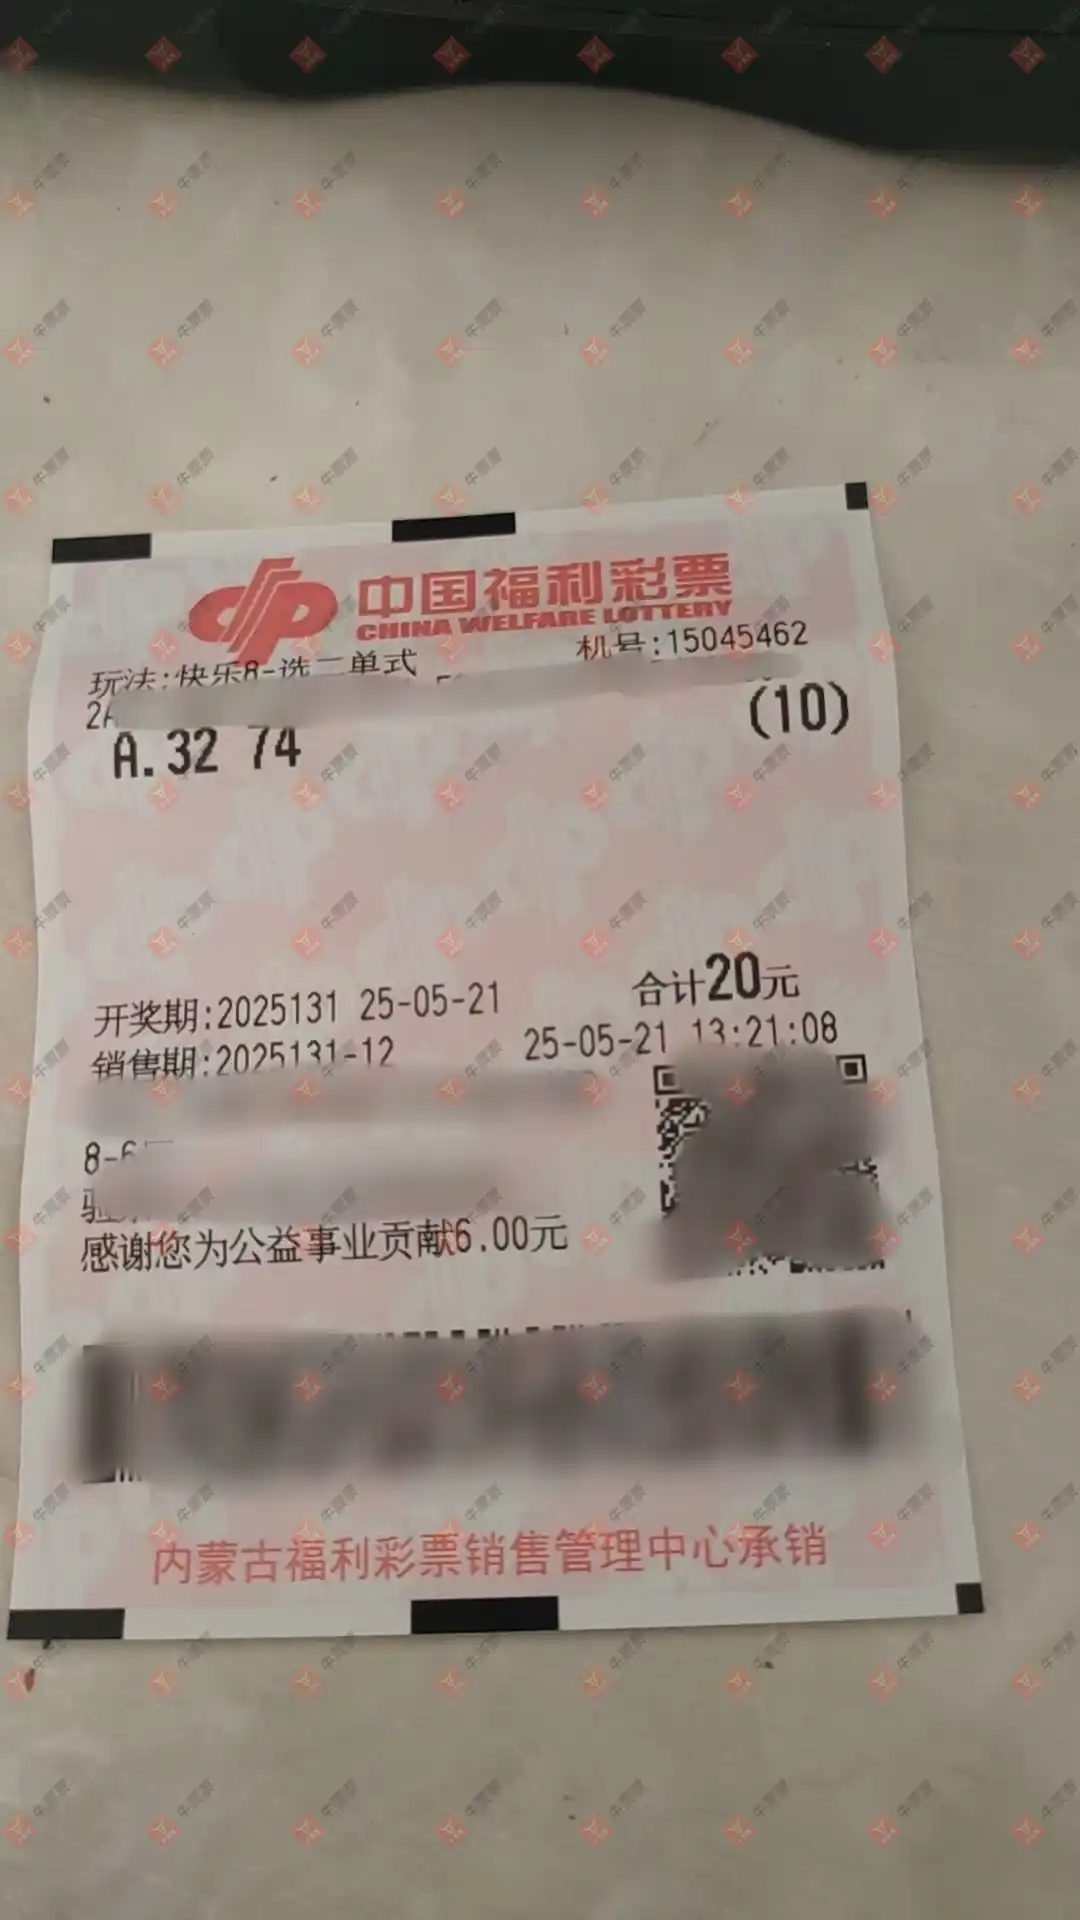 中国福利彩票
CHINA WELFARE LOTTERY
玩法:快乐8-选二单式 机号:15045462
A.32 74 (10)
合计20元
开奖期:2025131 25-05-21
销售期:2025131-12 25-05-21 13:21:08
8-6
感谢您为公益事业贡献6.00元
内蒙古福利彩票销售管理中心承销